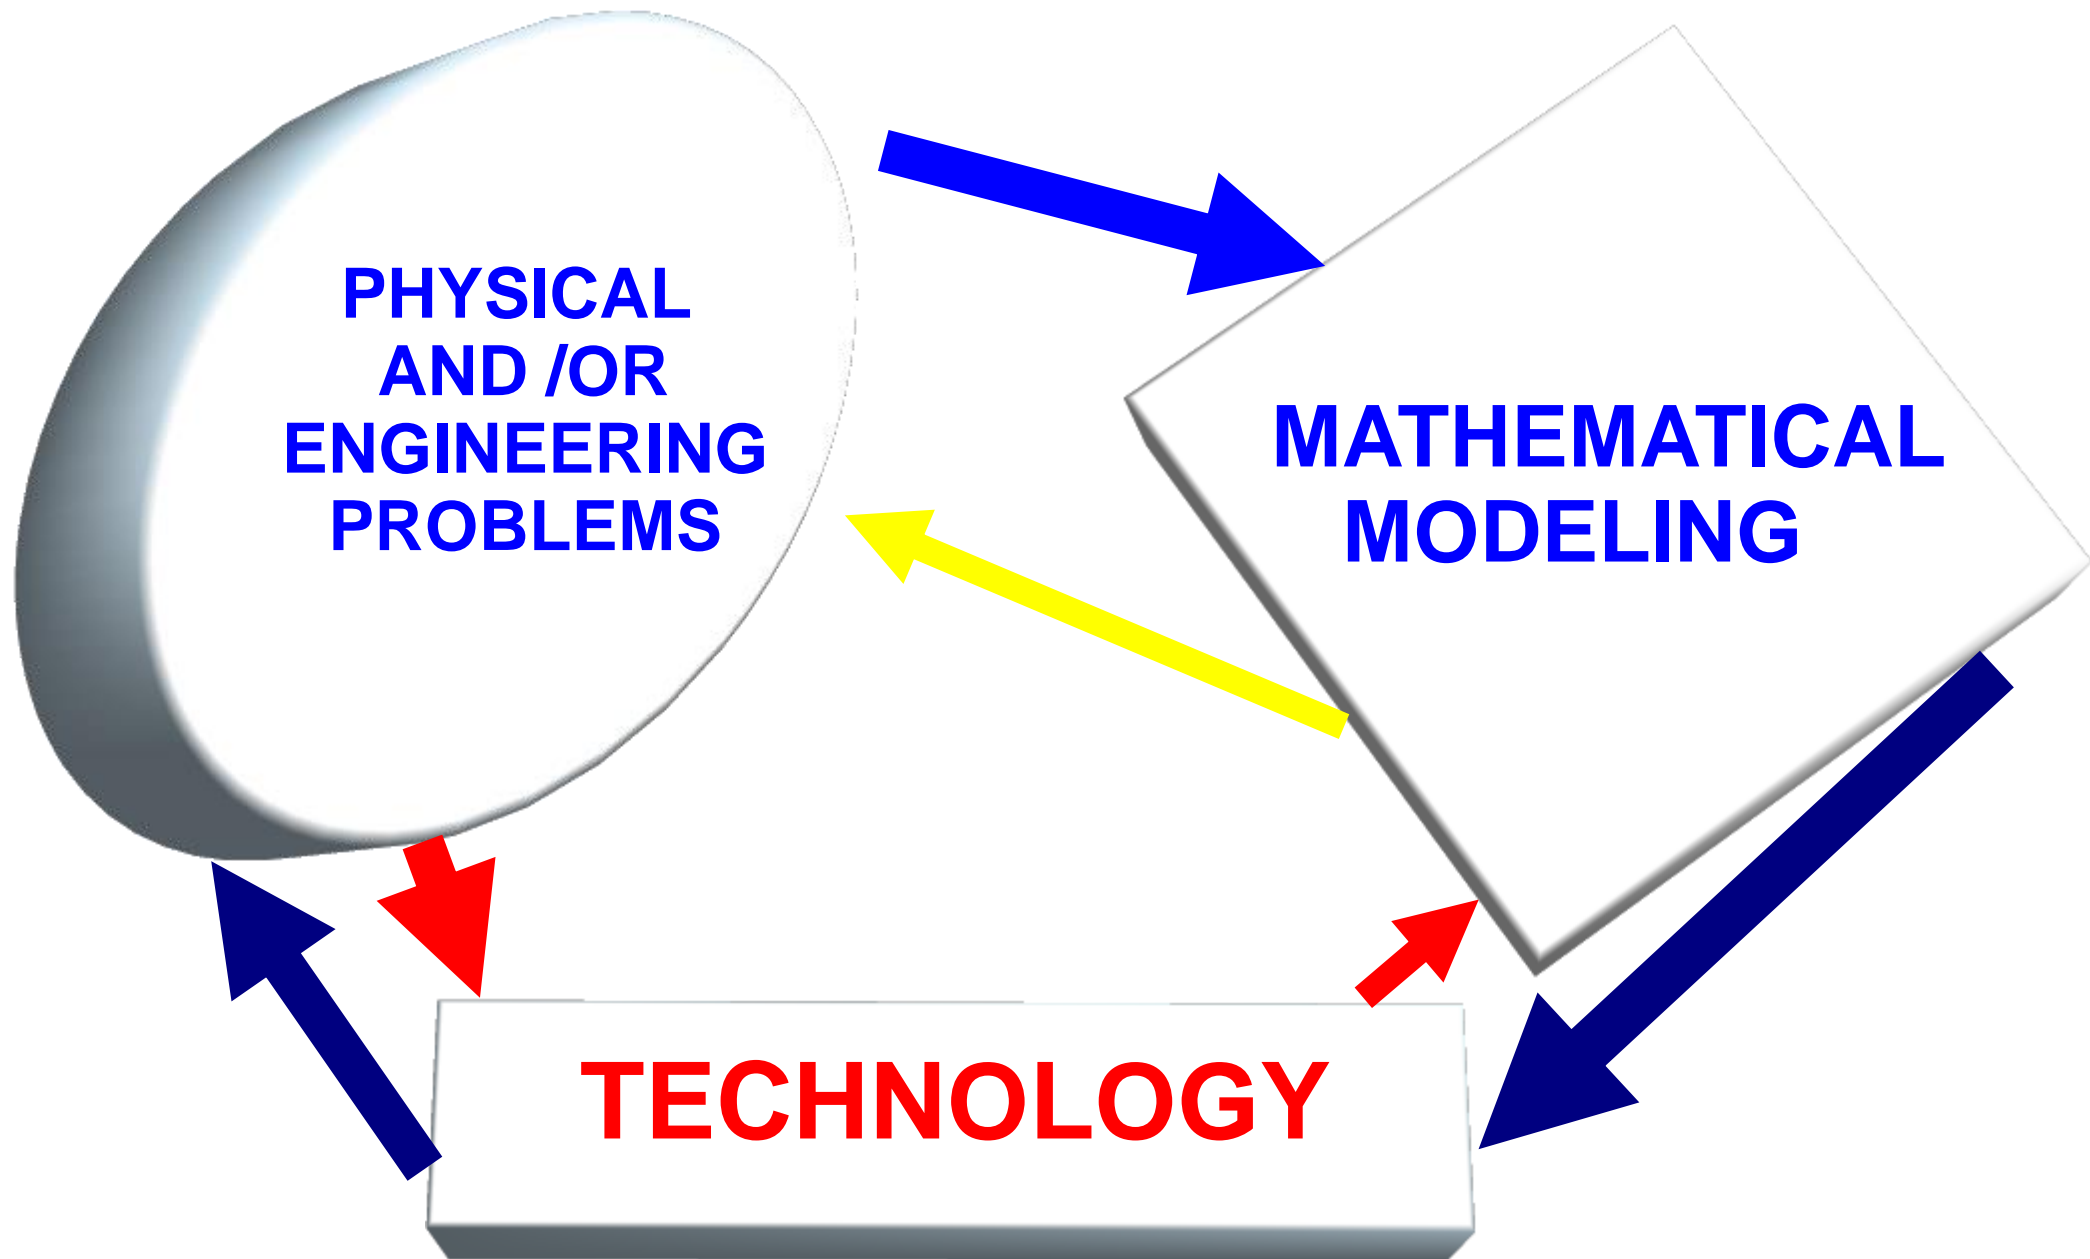 PHYSICAL
AND /OR
ENGINEERING
PROBLEMS
MATHEMATICAL
MODELING
TECHNOLOGY